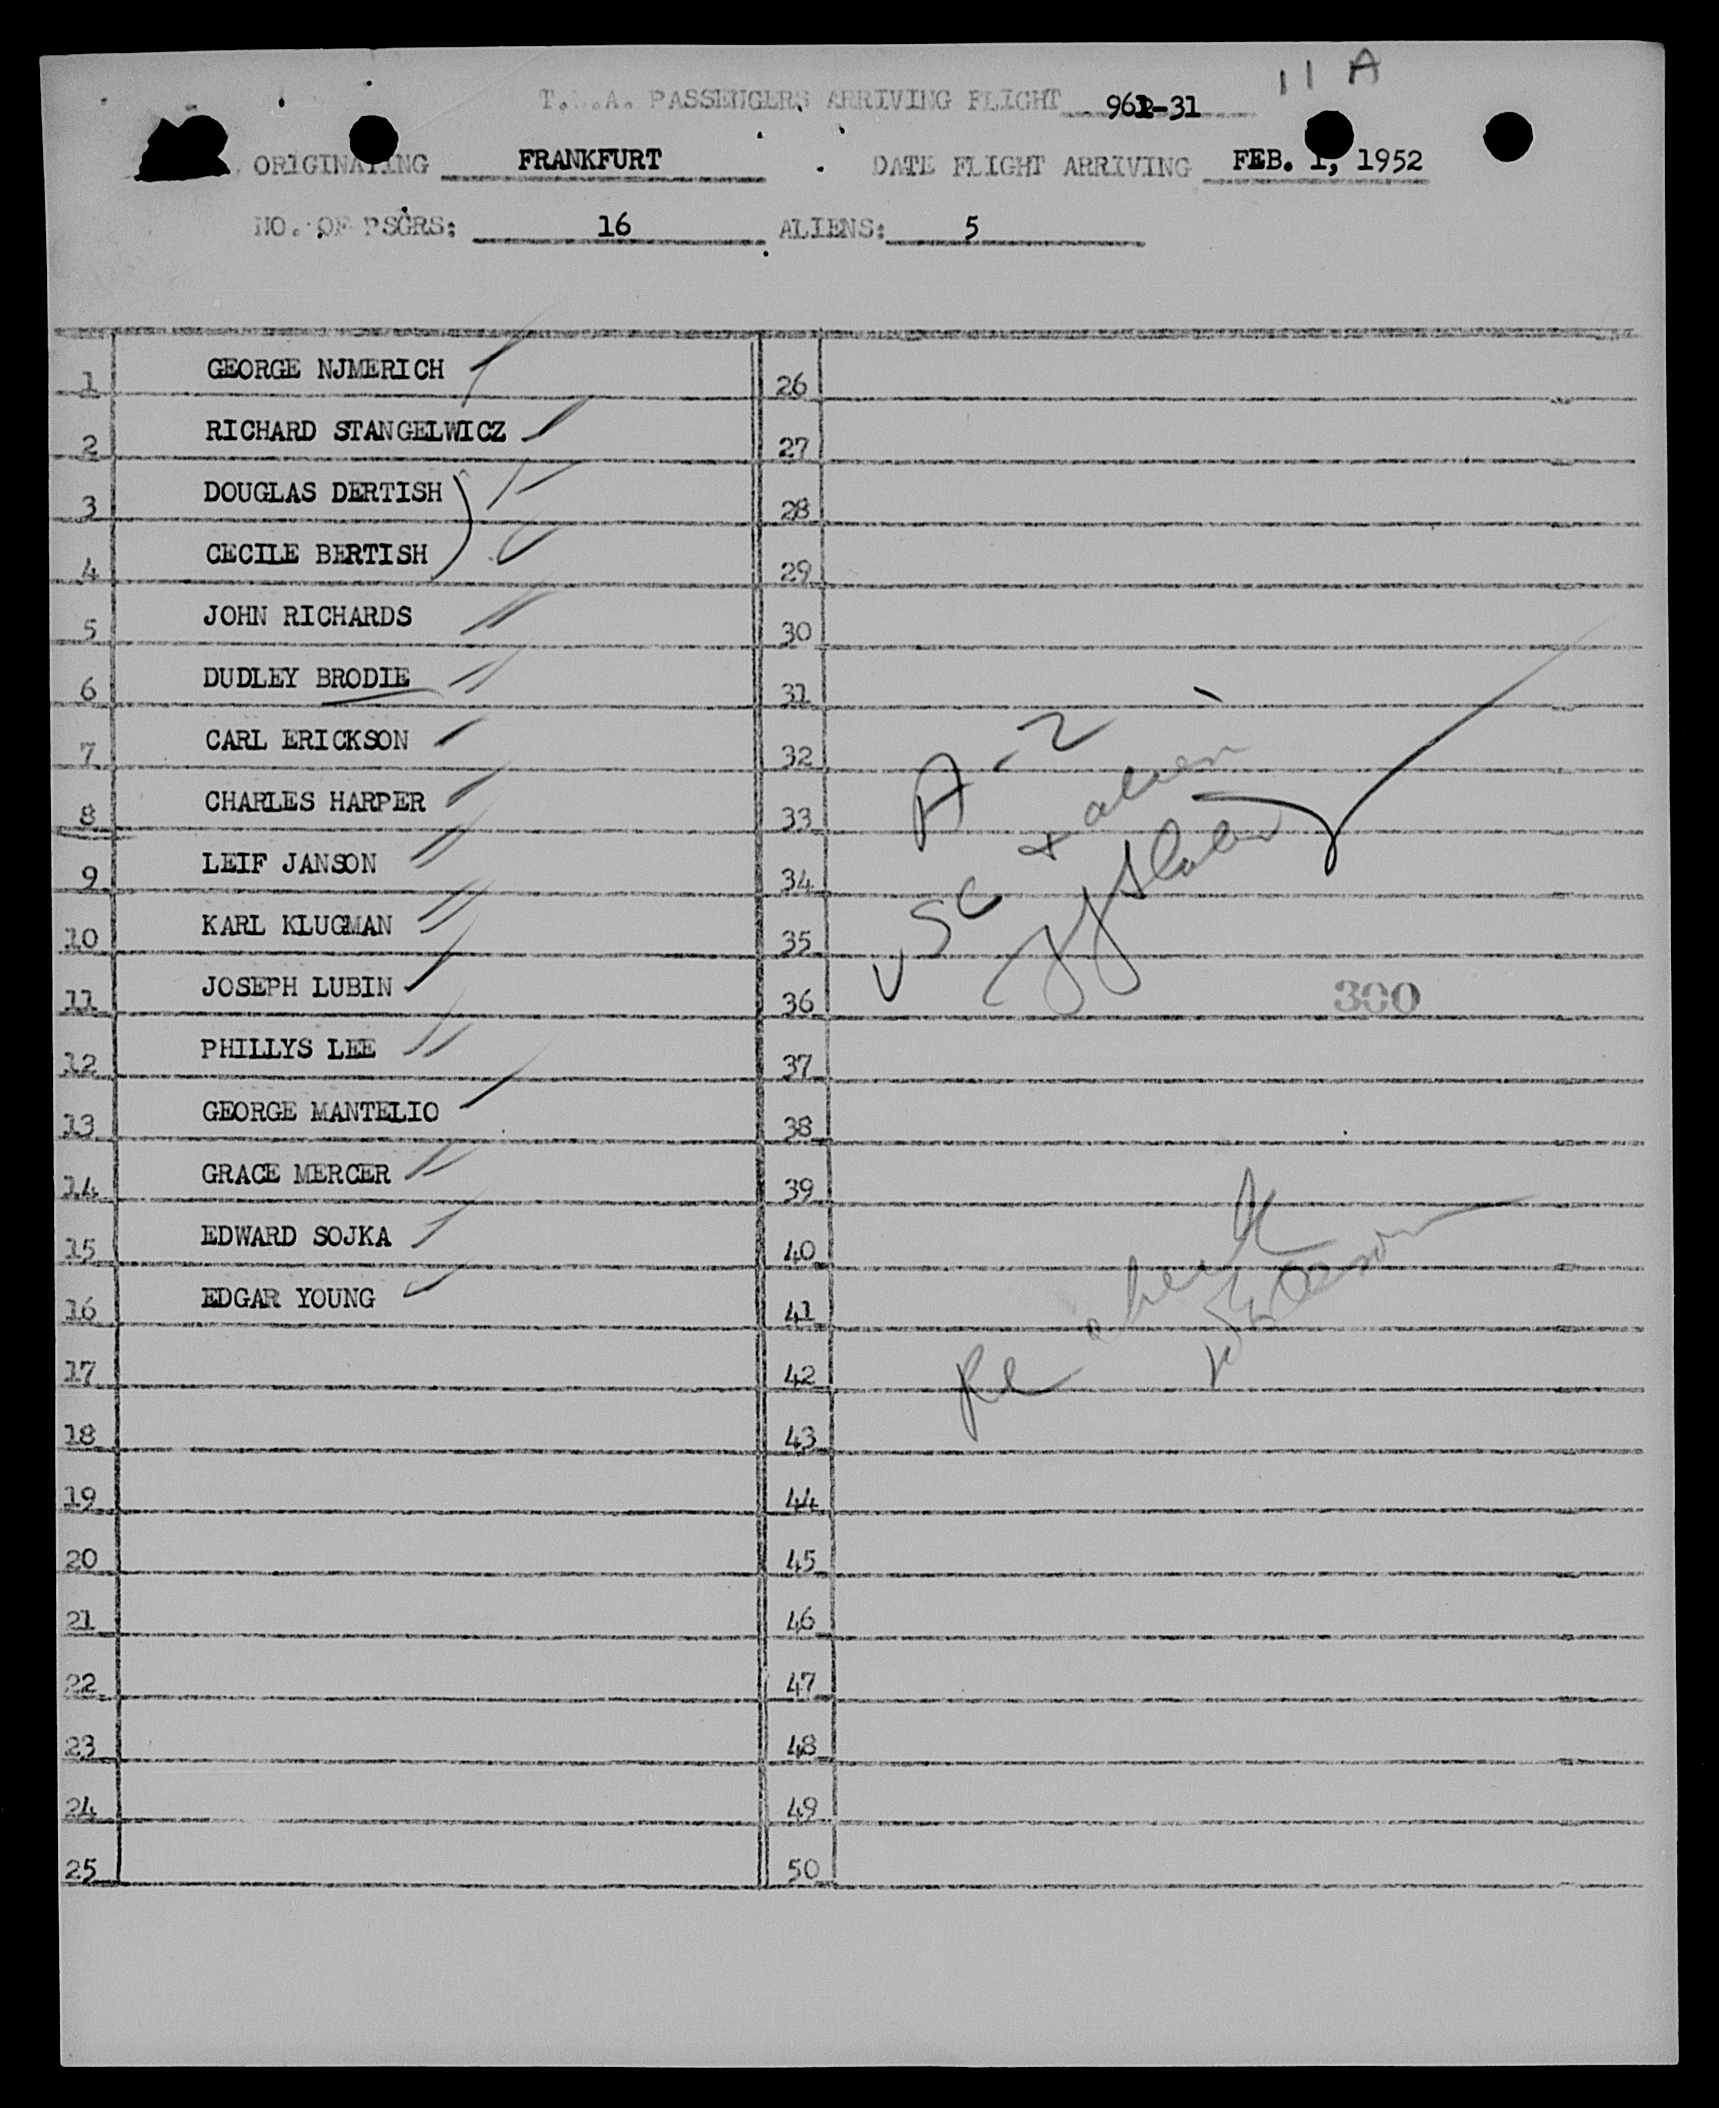 11 A
T.W.A. PASSENGERS ARRIVING FLIGHT 961-31
ORIGINATING FRANKFURT DATE FLIGHT ARRIVING FEB. 1, 1952
NO. OF PSGRS: 16 ALIENS: 5
1 GEORGE NJMERICH 26
2 RICHARD STANGELWICZ 27
3 DOUGLAS DERTISH 28
4 CECILE BERTISH 29
5 JOHN RICHARDS 30
6 DUDLEY BRODIE 31
7 CARL ERICKSON 32
A-2
8 CHARLES HARPER 33
& alien
9 LEIF JANSON 34
10 KARL KLUGMAN 35
USC
11 JOSEPH LUBIN 36
300
12 PHILLYS LEE 37
13 GEORGE MANTELIO 38
14 GRACE MERCER 39
15 EDWARD SOJKA 40
16 EDGAR YOUNG 41
Re check
17 42
18 43
19 44
20 45
21 46
22 47
23 48
24 49
25 50